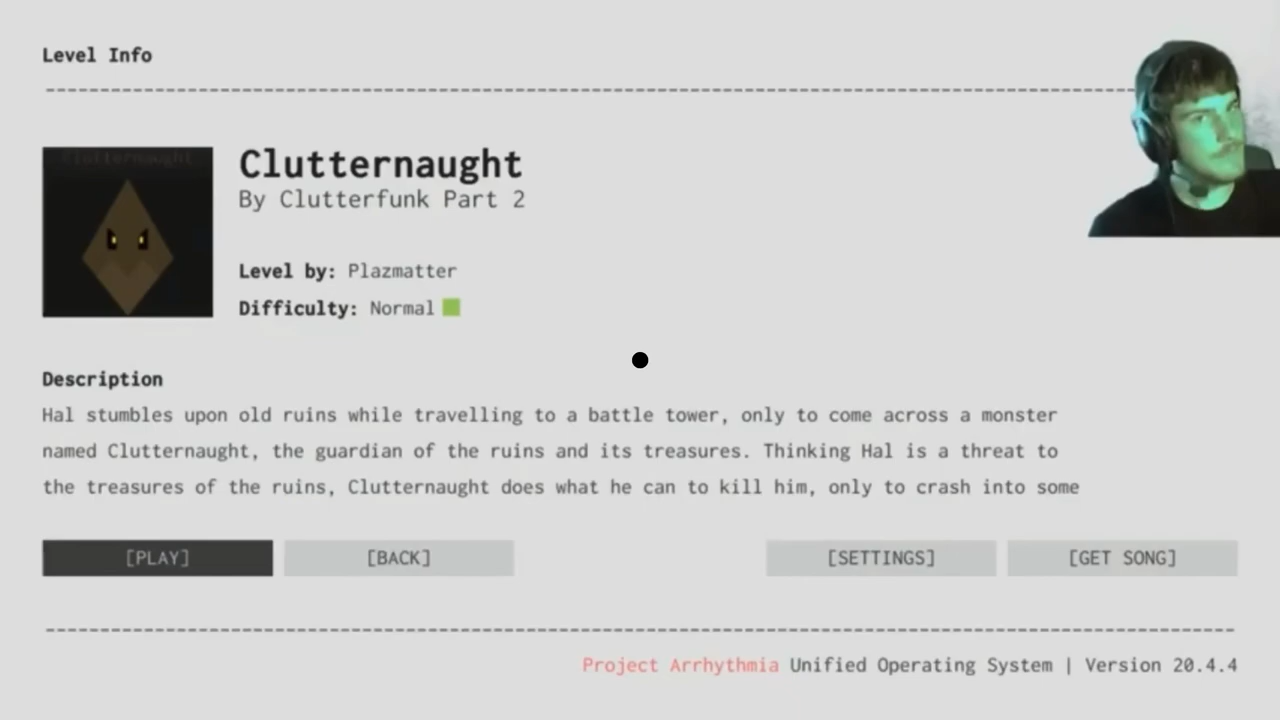 Level Info
Clutternaught
Clutternaught
By Clutterfunk Part 2
Level by: Plazmatter
Difficulty: Normal
Description
Hal stumbles upon old ruins while travelling to a battle tower, only to come across a monster
named Clutternaught, the guardian of the ruins and its treasures. Thinking Hal is a threat to
the treasures of the ruins, Clutternaught does what he can to kill him, only to crash into some
[PLAY] [BACK] [SETTINGS] [GET SONG]
Project Arrhythmia Unified Operating System | Version 20.4.4